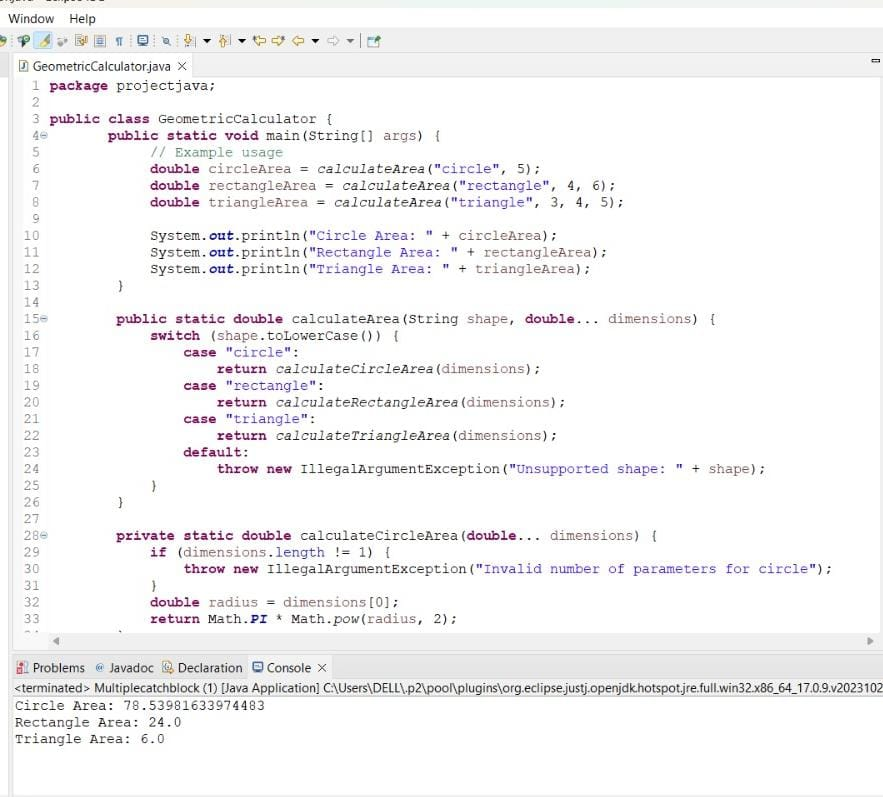 Window Help
GeometricCalculator.java
1 package projectjava;
2
3 public class GeometricCalculator {
4 public static void main(String[] args) {
5 // Example usage
6 double circleArea = calculateArea("circle", 5);
7 double rectangleArea = calculateArea("rectangle", 4, 6);
8 double triangleArea = calculateArea("triangle", 3, 4, 5);
9
10 System.out.println("Circle Area: " + circleArea);
11 System.out.println("Rectangle Area: " + rectangleArea);
12 System.out.println("Triangle Area: " + triangleArea);
13 }
14
15 public static double calculateArea(String shape, double... dimensions) {
16 switch (shape.toLowerCase()) {
17 case "circle":
18 return calculateCircleArea(dimensions);
19 case "rectangle":
20 return calculateRectangleArea(dimensions);
21 case "triangle":
22 return calculateTriangleArea(dimensions);
23 default:
24 throw new IllegalArgumentException("Unsupported shape: " + shape);
25 }
26 }
27
28 private static double calculateCircleArea(double... dimensions) {
29 if (dimensions.length != 1) {
30 throw new IllegalArgumentException("Invalid number of parameters for circle");
31 }
32 double radius = dimensions[0];
33 return Math.PI * Math.pow(radius, 2);
Problems Javadoc Declaration Console
<terminated> Multiplecatchblock (1) [Java Application] C:\Users\DELL\.p2\pool\plugins\org.eclipse.justj.openjdk.hotspot.jre.full.win32.x86_64_17.0.9.v2023102
Circle Area: 78.53981633974483
Rectangle Area: 24.0
Triangle Area: 6.0